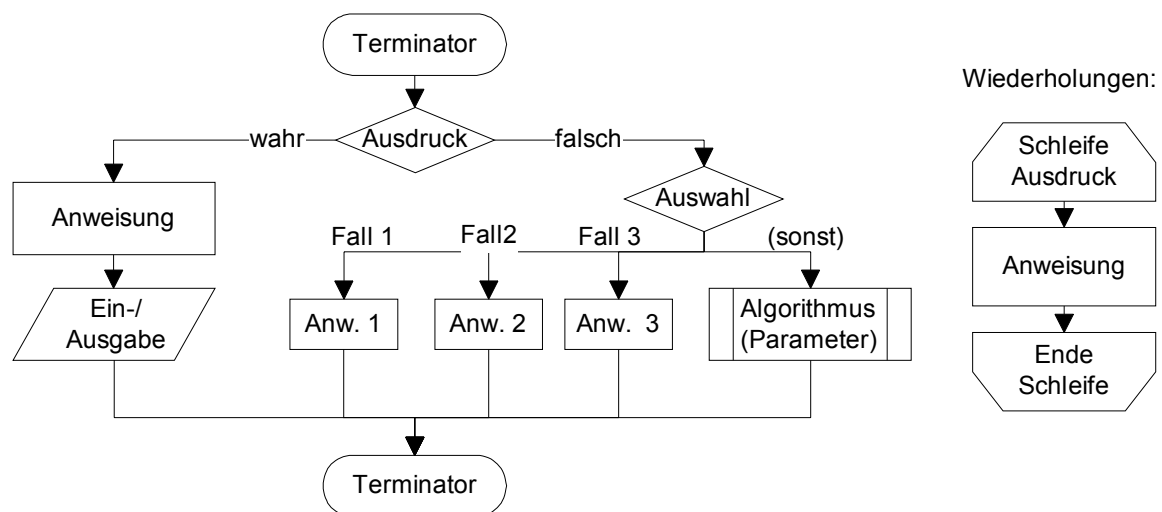 Terminator
Wiederholungen:
wahr
Ausdruck
falsch
Schleife
Ausdruck
Anweisung
Auswahl
Fall 1
Fall2
Fall 3
(sonst)
Anweisung
Ein-/
Ausgabe
Anw. 1
Anw. 2
Anw.  3
Algorithmus
(Parameter)
Ende
Schleife
Terminator